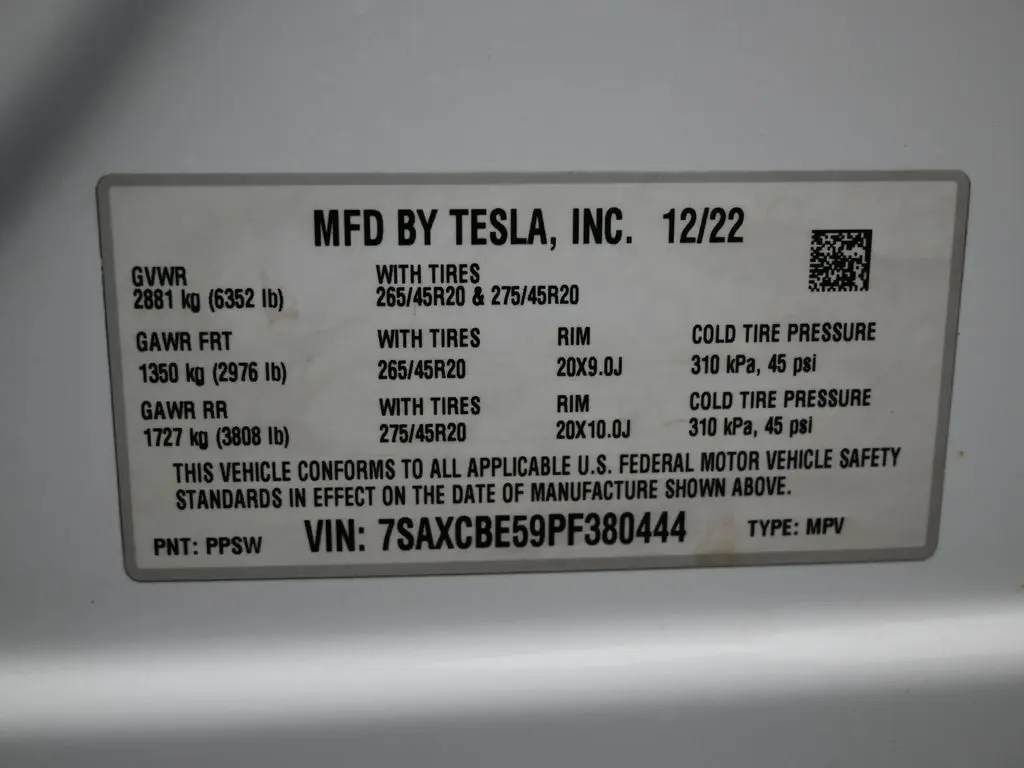 MFD BY TESLA, INC. 12/22
GVWR WITH TIRES
2881 kg (6352 lb) 265/45R20 & 275/45R20
GAWR FRT WITH TIRES RIM COLD TIRE PRESSURE
1350 kg (2976 lb) 265/45R20 20X9.0J 310 kPa, 45 psi
GAWR RR WITH TIRES RIM COLD TIRE PRESSURE
1727 kg (3808 lb) 275/45R20 20X10.0J 310 kPa, 45 psi
THIS VEHICLE CONFORMS TO ALL APPLICABLE U.S. FEDERAL MOTOR VEHICLE SAFETY
STANDARDS IN EFFECT ON THE DATE OF MANUFACTURE SHOWN ABOVE.
PNT: PPSW VIN: 7SAXCBE59PF380444 TYPE: MPV